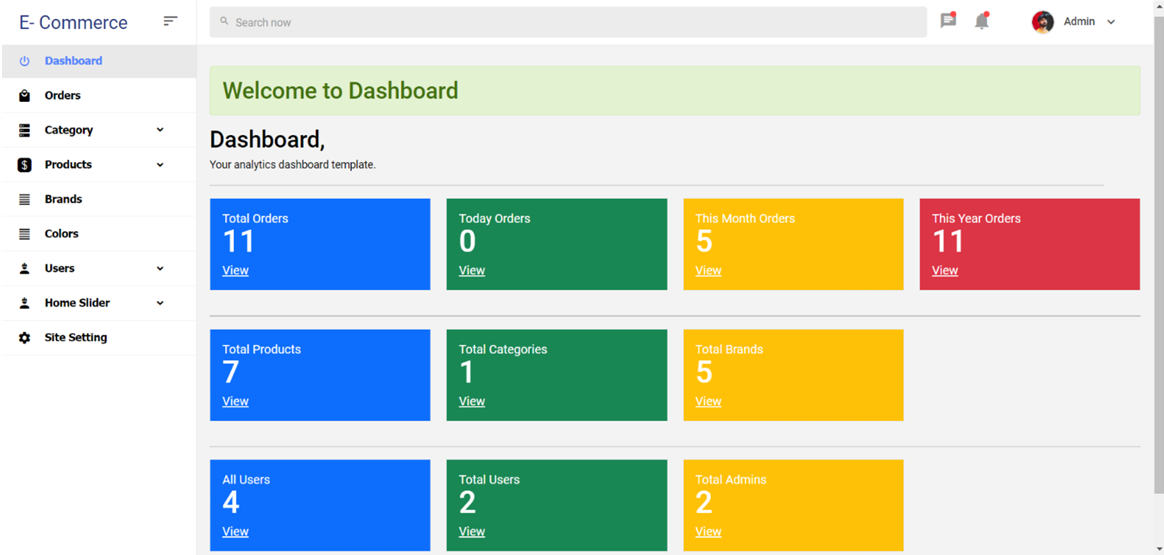 E- Commerce
Search now
Admin
Dashboard
Orders
Category
Products
Brands
Colors
Users
Home Slider
Site Setting
Welcome to Dashboard
Dashboard,
Your analytics dashboard template.
Total Orders
11
View
Today Orders
0
View
This Month Orders
5
View
This Year Orders
11
View
Total Products
7
View
Total Categories
1
View
Total Brands
5
View
All Users
4
View
Total Users
2
View
Total Admins
2
View